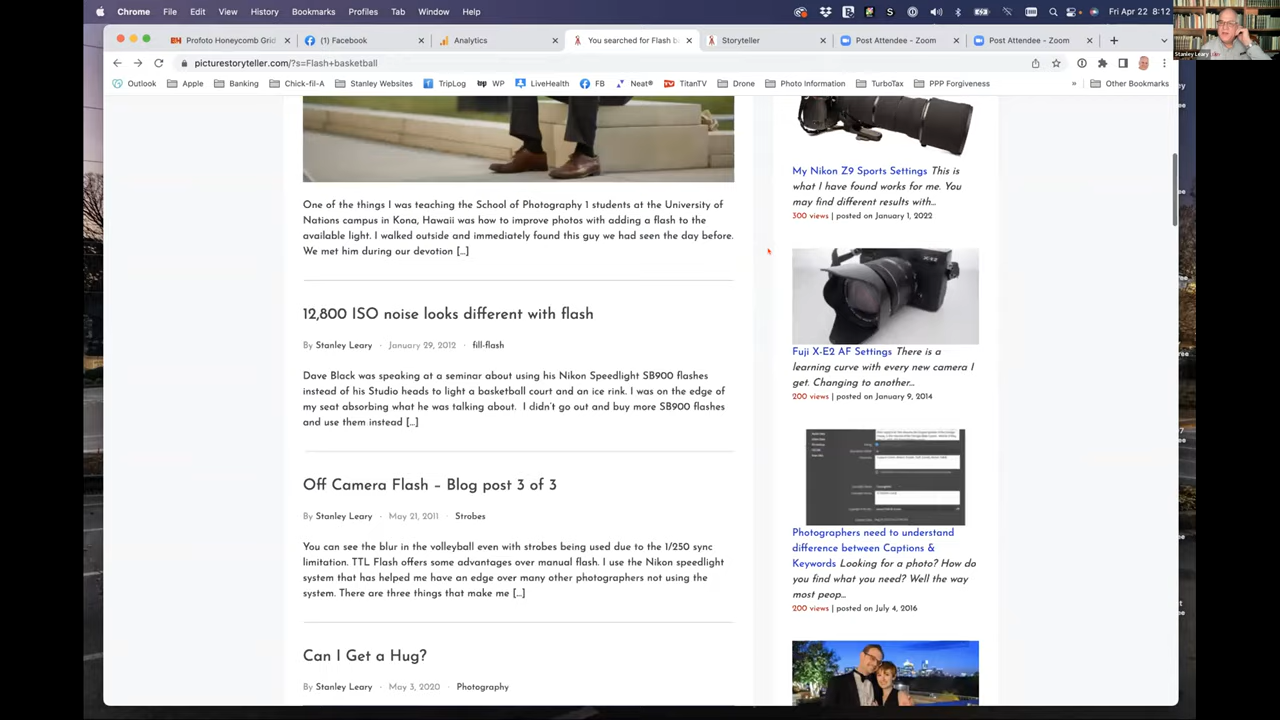 Chrome File Edit View History Bookmarks Profiles Tab Window Help
Fri Apr 22 8:12
Stanley Leary
Profoto Honeycomb Grid
(1) Facebook
Analytics
You searched for Flash b
Storyteller
Post Attendee - Zoom
Post Attendee - Zoom
picturestoryteller.com/?s=Flash+basketball
Outlook Apple Banking Chick-fil-A Stanley Websites TripLog WP LiveHealth FB Neat® TitanTV Drone Photo Information TurboTax PPP Forgiveness » Other Bookmarks
One of the things I was teaching the School of Photography 1 students at the University of
Nations campus in Kona, Hawaii was how to improve photos with adding a flash to the
available light. I walked outside and immediately found this guy we had seen the day before.
We met him during our devotion [...]
12,800 ISO noise looks different with flash
By Stanley Leary · January 29, 2012 · fill-flash
Dave Black was speaking at a seminar about using his Nikon Speedlight SB900 flashes
instead of his Studio heads to light a basketball court and an ice rink. I was on the edge of
my seat absorbing what he was talking about. I didn't go out and buy more SB900 flashes
and use them instead [...]
Off Camera Flash – Blog post 3 of 3
By Stanley Leary · May 21, 2011 · Strobe
You can see the blur in the volleyball even with strobes being used due to the 1/250 sync
limitation. TTL Flash offers some advantages over manual flash. I use the Nikon speedlight
system that has helped me have an edge over many other photographers not using the
system. There are three things that make me [...]
Can I Get a Hug?
By Stanley Leary · May 3, 2020 · Photography
My Nikon Z9 Sports Settings This is
what I have found works for me. You
may find different results with...
300 views | posted on January 1, 2022
Fuji X-E2 AF Settings There is a
learning curve with every new camera I
get. Changing to another...
200 views | posted on January 9, 2014
Photographers need to understand
difference between Captions &
Keywords Looking for a photo? How do
you find what you need? Well the way
most peop...
200 views | posted on July 4, 2016